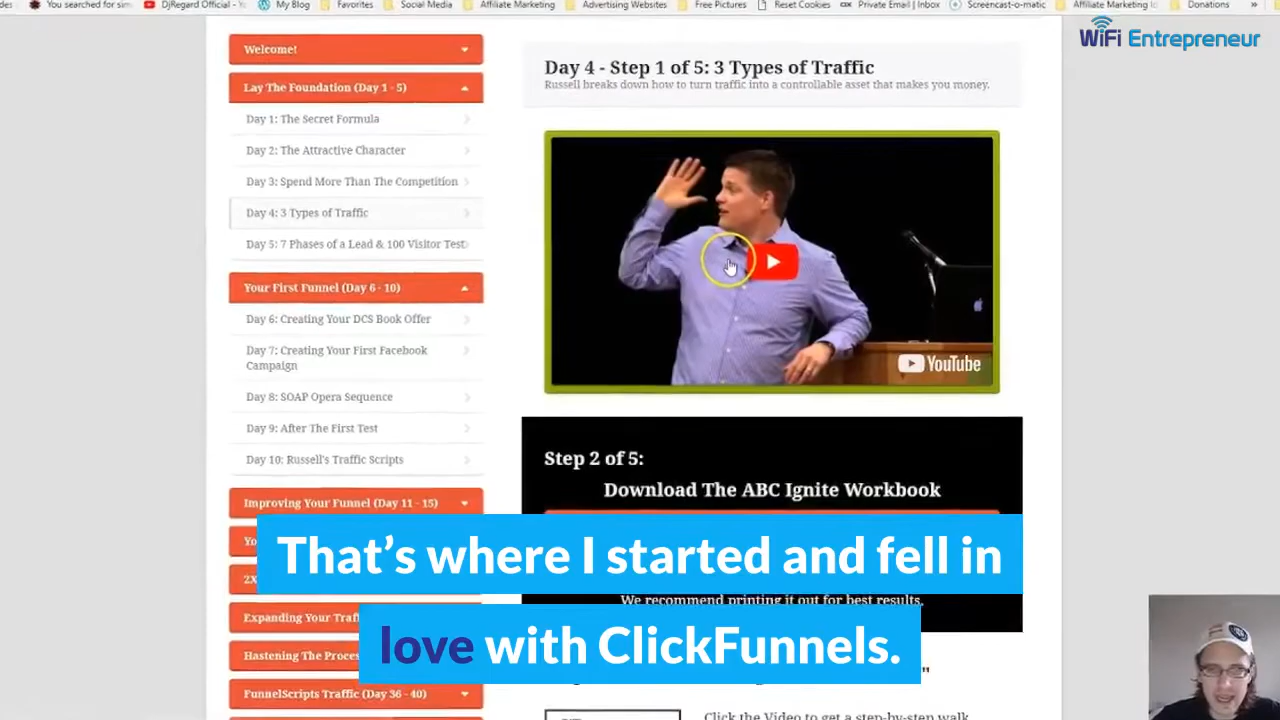 des
You searched for sim
DjRegard Official - Yo
My Blog
Favorites
Social Media
Affiliate Marketing
Advertising Websites
Free Pictures
Reset Cookies
Private Email | Inbox
Screencast-o-matic
Affiliate Marketing
Donations
WiFi Entrepreneur
Welcome!
Lay The Foundation (Day 1 - 5)
Day 1: The Secret Formula
Day 2: The Attractive Character
Day 3: Spend More Than The Competition
Day 4: 3 Types of Traffic
Day 5: 7 Phases of a Lead & 100 Visitor Test
Your First Funnel (Day 6 - 10)
Day 6: Creating Your DCS Book Offer
Day 7: Creating Your First Facebook
Campaign
Day 8: SOAP Opera Sequence
Day 9: After The First Test
Day 10: Russell's Traffic Scripts
Improving Your Funnel (Day 11 - 15)
Yo
2X
Expanding Your Traf
Hastening The Proces
FunnelScripts Traffic (Day 36 - 40)
Day 4 - Step 1 of 5: 3 Types of Traffic
Russell breaks down how to turn traffic into a controllable asset that makes you money.
YouTube
Step 2 of 5:
Download The ABC Ignite Workbook
We recommend printing it out for best results.
Click the Video to get a step-by-step walk
That's where I started and fell in
love with ClickFunnels.